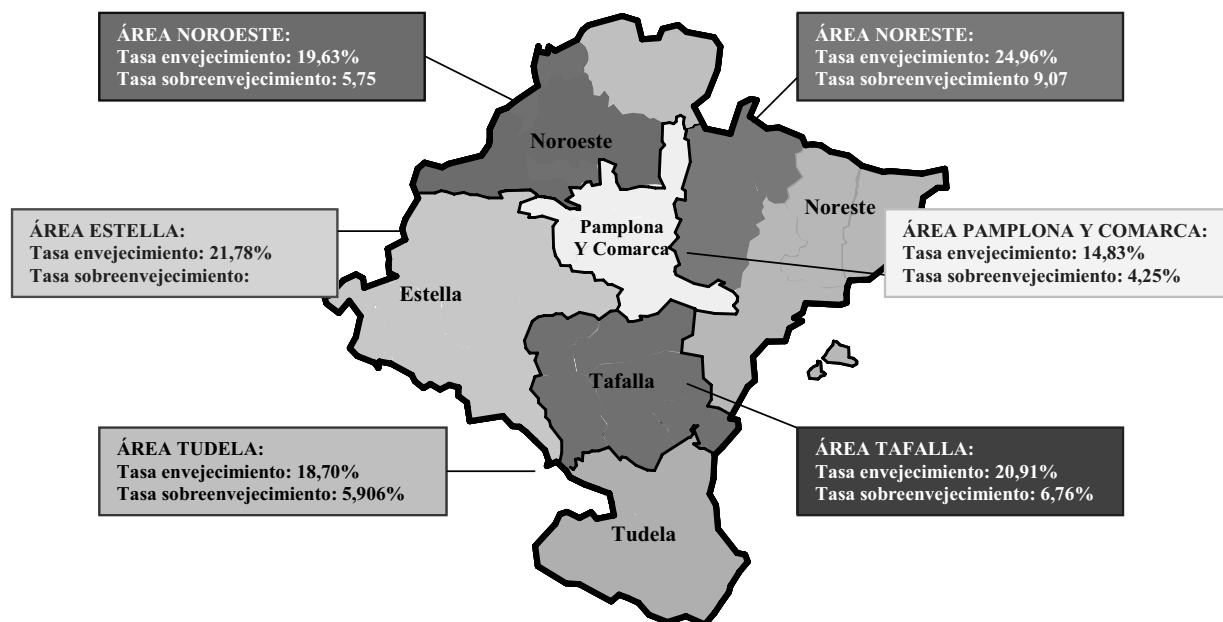 ÁREA NOROESTE:
Tasa envejecimiento: 19,63%
Tasa sobreenvejecimiento: 5,75
ÁREA NORESTE:
Tasa envejecimiento: 24,96%
Tasa sobreenvejecimiento 9,07
Noroeste
Noreste
Pamplona
Y Comarca
ÁREA ESTELLA:
Tasa envejecimiento: 21,78%
Tasa sobreenvejecimiento:
ÁREA PAMPLONA Y COMARCA:
Tasa envejecimiento: 14,83%
Tasa sobreenvejecimiento: 4,25%
Estella
Tafalla
ÁREA TUDELA:
Tasa envejecimiento: 18,70%
Tasa sobreenvejecimiento: 5,906%
ÁREA TAFALLA:
Tasa envejecimiento: 20,91%
Tasa sobreenvejecimiento: 6,76%
Tudela